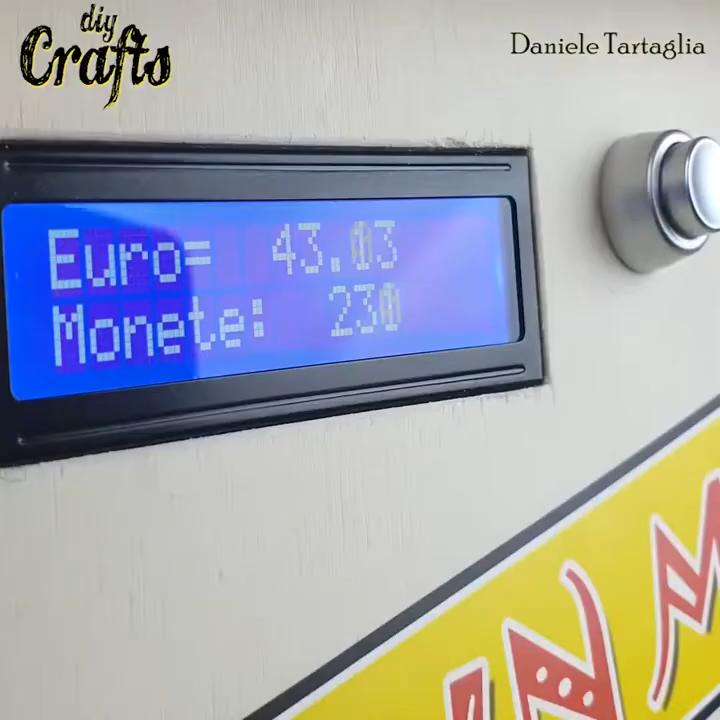 diy
Crafts
Daniele Tartaglia
Euro= 43.03
Monete: 230